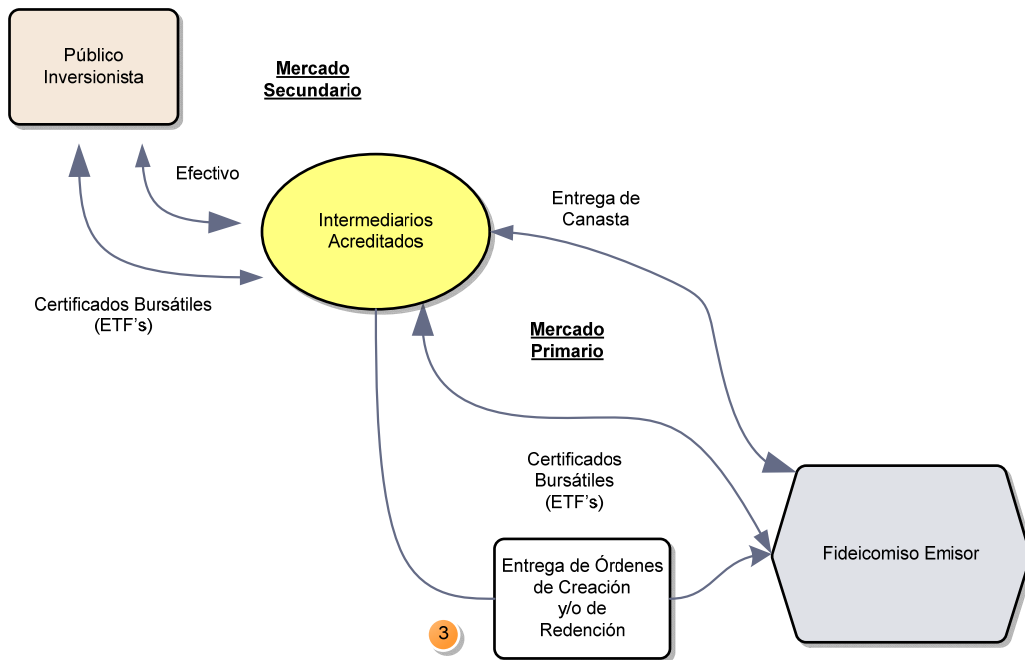 Público
Inversionista
Mercado
Secundario
Efectivo
Intermediarios
Acreditados
Entrega de
Canasta
Certificados Bursátiles
(ETF’s)
Mercado
Primario
Certificados
Bursátiles
(ETF’s)
Fideicomiso Emisor
Entrega de Órdenes
de Creación
y/o de
Redención
3